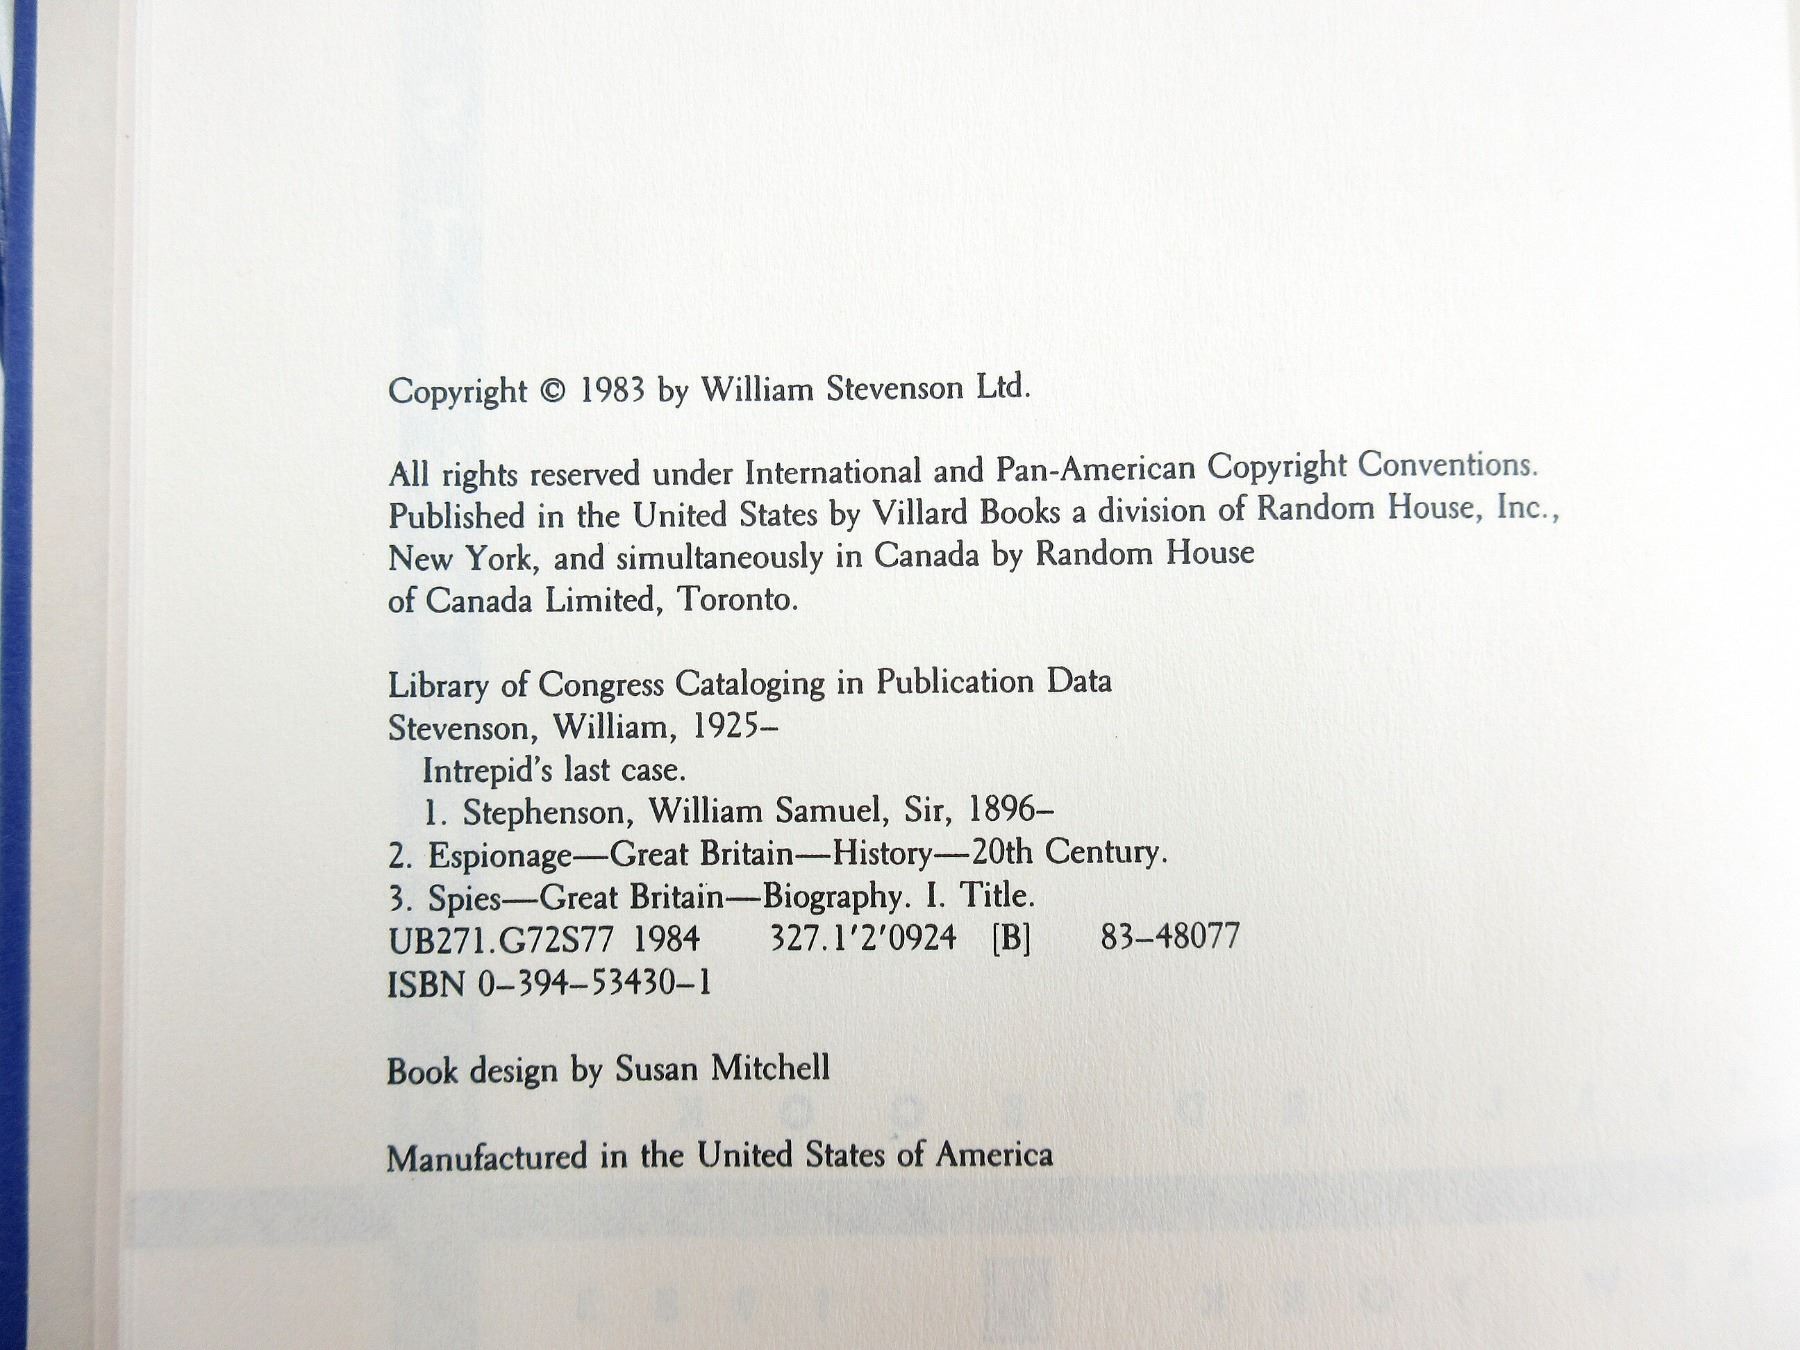 Copyright © 1983 by William Stevenson Ltd.
All rights reserved under International and Pan-American Copyright Conventions.
Published in the United States by Villard Books a division of Random House, Inc.,
New York, and simultaneously in Canada by Random House
of Canada Limited, Toronto.
Library of Congress Cataloging in Publication Data
Stevenson, William, 1925–
Intrepid's last case.
1. Stephenson, William Samuel, Sir, 1896–
2. Espionage—Great Britain—History—20th Century.
3. Spies—Great Britain—Biography. I. Title.
UB271.G72S77 1984 327.1'2'0924 [B] 83–48077
ISBN 0–394–53430–1
Book design by Susan Mitchell
Manufactured in the United States of America